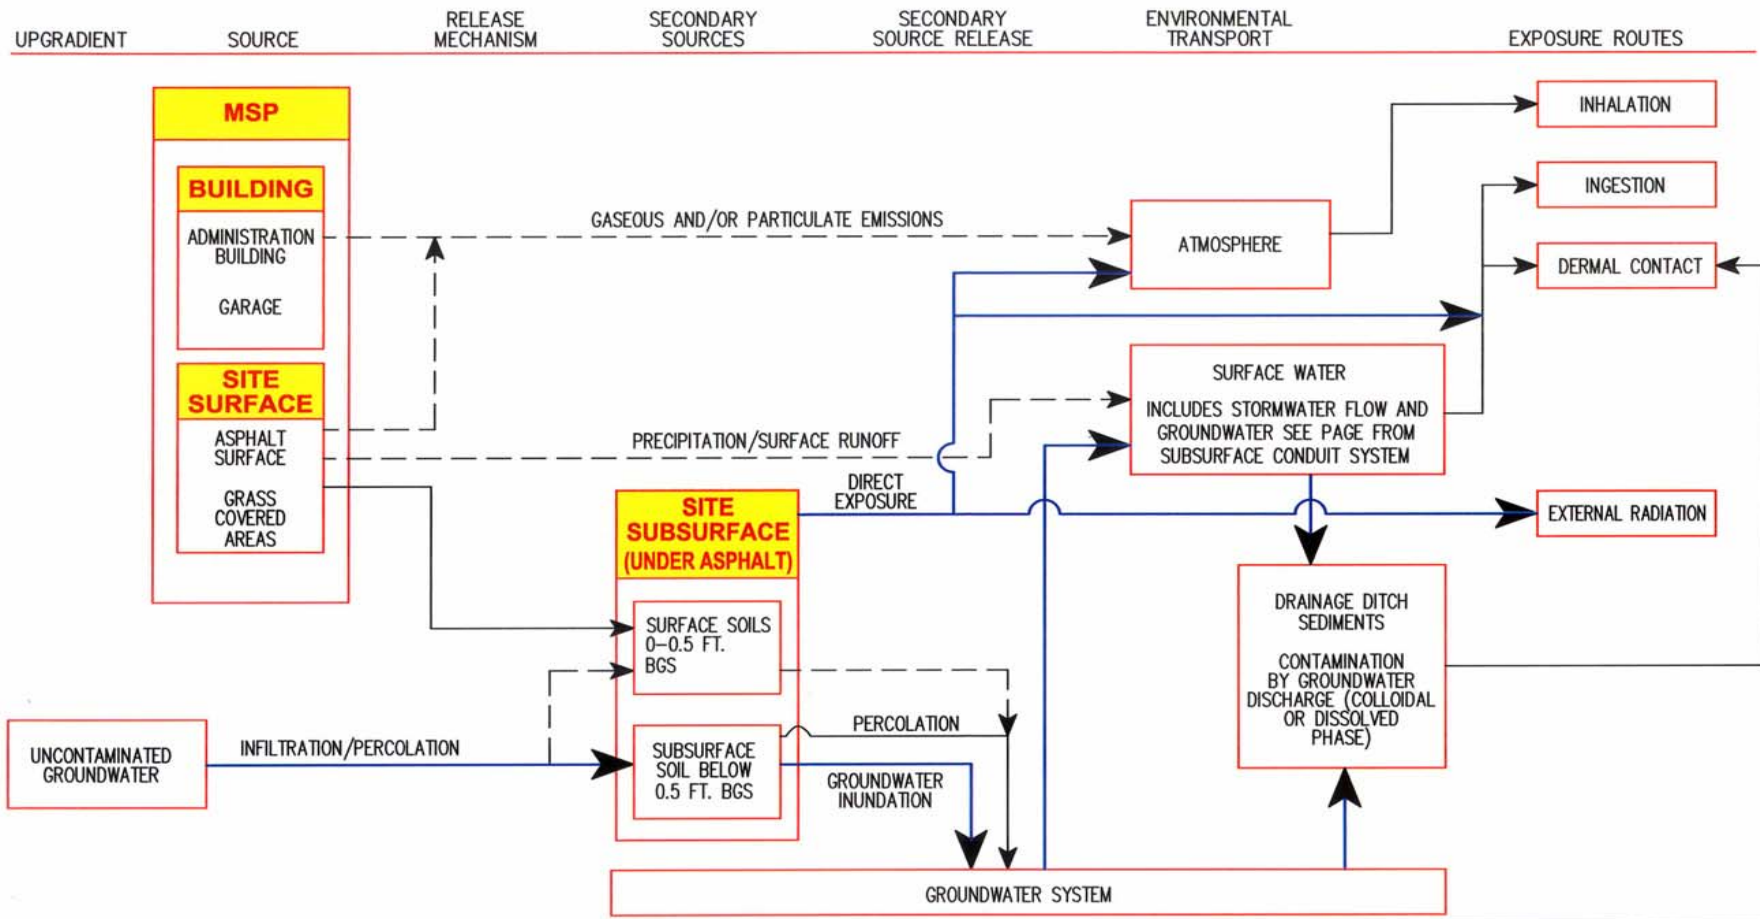 UPGRADIENT
SOURCE
RELEASE
MECHANISM
SECONDARY
SOURCES
SECONDARY
SOURCE RELEASE
ENVIRONMENTAL
TRANSPORT
EXPOSURE ROUTES
MSP
BUILDING
ADMINISTRATION
BUILDING
GARAGE
SITE
SURFACE
ASPHALT
SURFACE
GRASS
COVERED
AREAS
GASEOUS AND/OR PARTICULATE EMISSIONS
PRECIPITATION/SURFACE RUNOFF
UNCONTAMINATED
GROUNDWATER
INFILTRATION/PERCOLATION
SITE
SUBSURFACE
(UNDER ASPHALT)
SURFACE SOILS
0-0.5 FT.
BGS
SUBSURFACE
SOIL BELOW
0.5 FT. BGS
DIRECT
EXPOSURE
PERCOLATION
GROUNDWATER
INUNDATION
ATMOSPHERE
SURFACE WATER
INCLUDES STORMWATER FLOW AND
GROUNDWATER SEE PAGE FROM
SUBSURFACE CONDUIT SYSTEM
DRAINAGE DITCH
SEDIMENTS
CONTAMINATION
BY GROUNDWATER
DISCHARGE (COLLOIDAL
OR DISSOLVED
PHASE)
GROUNDWATER SYSTEM
INHALATION
INGESTION
DERMAL CONTACT
EXTERNAL RADIATION